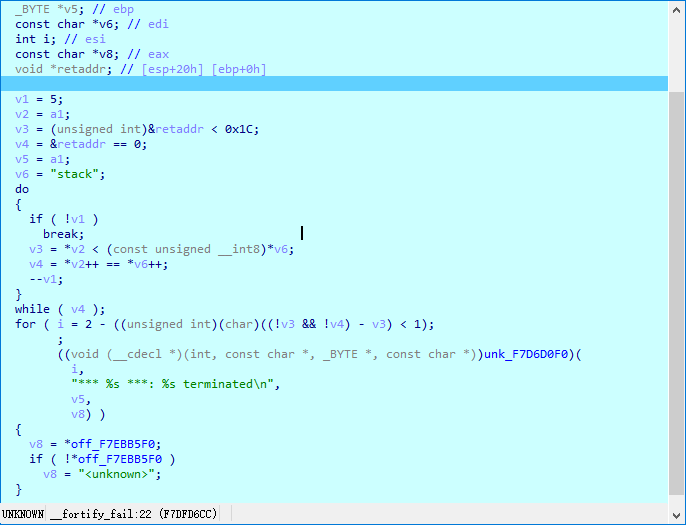 _BYTE *v5; // ebp
const char *v6; // edi
int i; // esi
const char *v8; // eax
void *retaddr; // [esp+20h] [ebp+0h]
v1 = 5;
v2 = a1;
v3 = (unsigned int)&retaddr < 0x1C;
v4 = &retaddr == 0;
v5 = a1;
v6 = "stack";
do
{
if ( !v1 )
break;
v3 = *v2 < (const unsigned __int8)*v6;
v4 = *v2++ == *v6++;
--v1;
}
while ( v4 );
for ( i = 2 - ((unsigned int)(char)((!v3 && !v4) - v3) < 1);
;
((void (__cdecl *)(int, const char *, _BYTE *, const char *))unk_F7D6D0F0)(
i,
"*** %s ***: %s terminated\n",
v5,
v8) )
{
v8 = *off_F7EBB5F0;
if ( !*off_F7EBB5F0 )
v8 = "<unknown>";
}
UNKNOWN __fortify_fail:22 (F7DFD6CC)